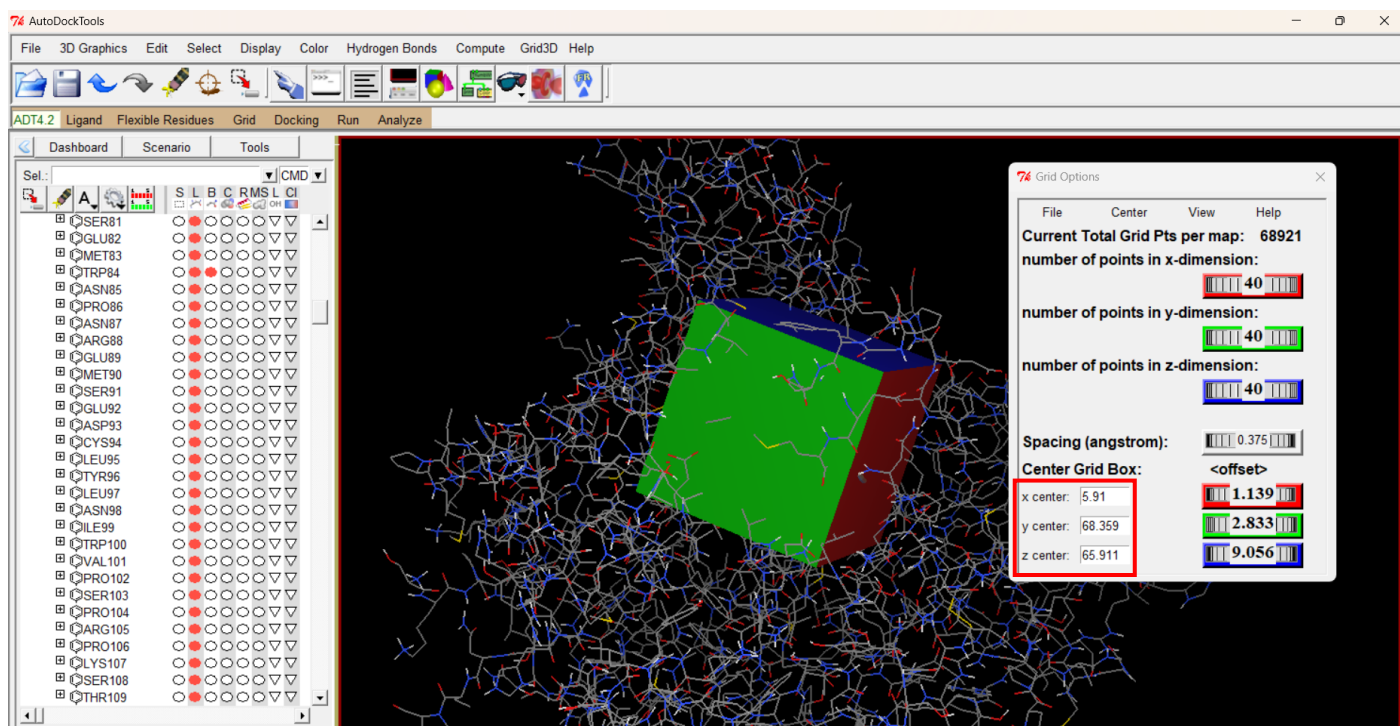 AutoDockTools
File 3D Graphics Edit Select Display Color Hydrogen Bonds Compute Grid3D Help
ADT4.2 Ligand Flexible Residues Grid Docking Run Analyze
Dashboard Scenario Tools
Sel.: CMD
A S L B C R MS L Cl
SER81
GLU82
MET83
TRP84
ASN85
PRO86
ASN87
ARG88
GLU89
MET90
SER91
GLU92
ASP93
CYS94
LEU95
TYR96
LEU97
ASN98
ILE99
TRP100
VAL101
PRO102
SER103
PRO104
ARG105
PRO106
LYS107
SER108
THR109
Grid Options
File Center View Help
Current Total Grid Pts per map: 68921
number of points in x-dimension:
40
number of points in y-dimension:
40
number of points in z-dimension:
40
Spacing (angstrom): 0.375
Center Grid Box: <offset>
x center: 5.91 1.139
y center: 68.359 2.833
z center: 65.911 9.056